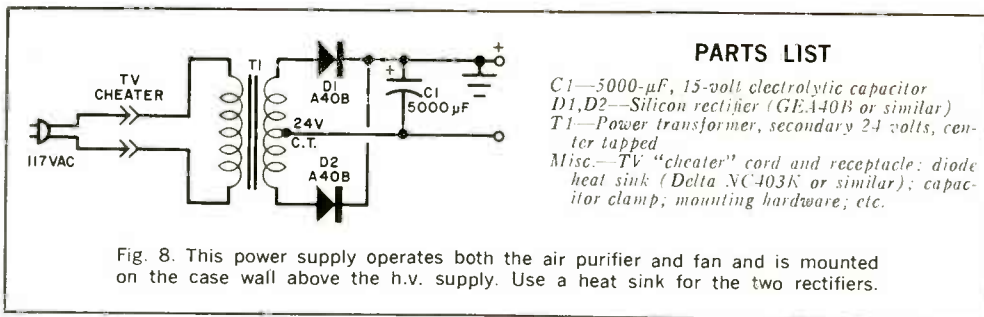 TV
CHEATER
117VAC
T1
24V
C.T.
D1
A40B
D2
A40B
+
C1
5000 µF
+
PARTS LIST
C1—5000-µF, 15-volt electrolytic capacitor
D1,D2—Silicon rectifier (GEA40B or similar)
T1—Power transformer, secondary 24 volts, cen-
ter tapped
Misc.—TV "cheater" cord and receptacle; diode
heat sink (Delta NC403K or similar); capac-
itor clamp; mounting hardware; etc.
Fig. 8. This power supply operates both the air purifier and fan and is mounted
on the case wall above the h.v. supply. Use a heat sink for the two rectifiers.